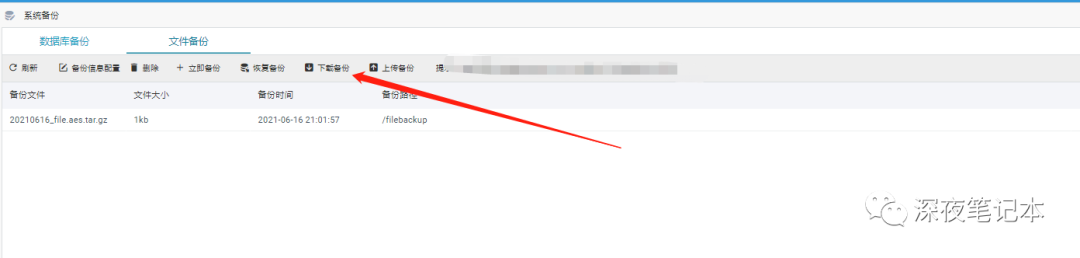 系统备份
数据库备份 文件备份
刷新 备份信息配置 删除 立即备份 恢复备份 下载备份 上传备份
备份文件 文件大小 备份时间 备份路径
20210616_file.aes.tar.gz 1kb 2021-06-16 21:01:57 /filebackup
深夜笔记本